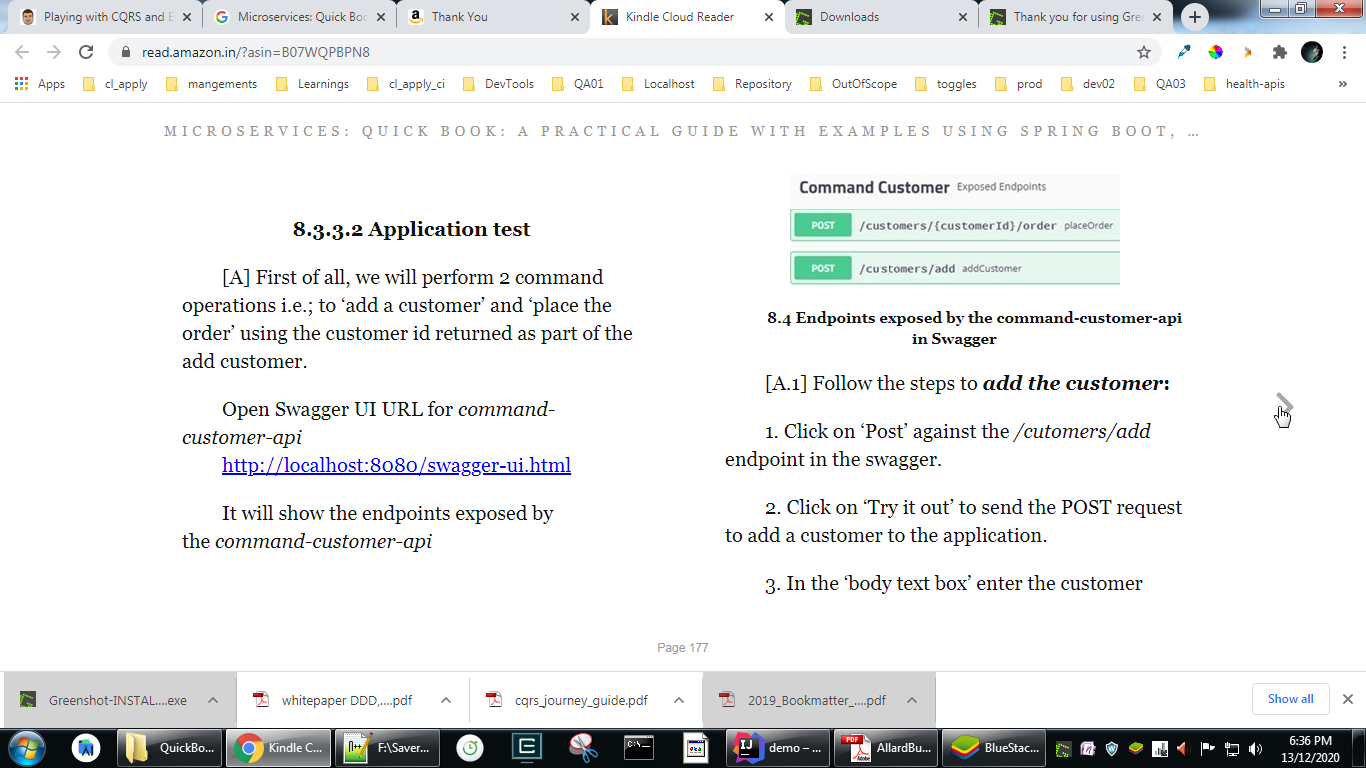 Playing with CQRS and E
Microservices: Quick Boo
Thank You
Kindle Cloud Reader
Downloads
Thank you for using Gree
read.amazon.in/?asin=B07WQPBPN8
Apps
cl_apply
mangements
Learnings
cl_apply_ci
DevTools
QA01
Localhost
Repository
OutOfScope
toggles
prod
dev02
QA03
health-apis
»
MICROSERVICES: QUICK BOOK: A PRACTICAL GUIDE WITH EXAMPLES USING SPRING BOOT, …
8.3.3.2 Application test
[A] First of all, we will perform 2 command
operations i.e.; to ‘add a customer’ and ‘place the
order’ using the customer id returned as part of the
add customer.
Open Swagger UI URL for command-
customer-api
http://localhost:8080/swagger-ui.html
It will show the endpoints exposed by
the command-customer-api
Command Customer Exposed Endpoints
POST /customers/{customerId}/order placeOrder
POST /customers/add addCustomer
8.4 Endpoints exposed by the command-customer-api
in Swagger
[A.1] Follow the steps to add the customer:
1. Click on ‘Post’ against the /cutomers/add
endpoint in the swagger.
2. Click on ‘Try it out’ to send the POST request
to add a customer to the application.
3. In the ‘body text box’ enter the customer
Page 177
Greenshot-INSTAL....exe
whitepaper DDD,....pdf
cqrs_journey_guide.pdf
2019_Bookmatter_....pdf
Show all
QuickBo...
Kindle C...
F:\Saver...
demo – ...
AllardBu...
BlueStac...
6:36 PM
13/12/2020